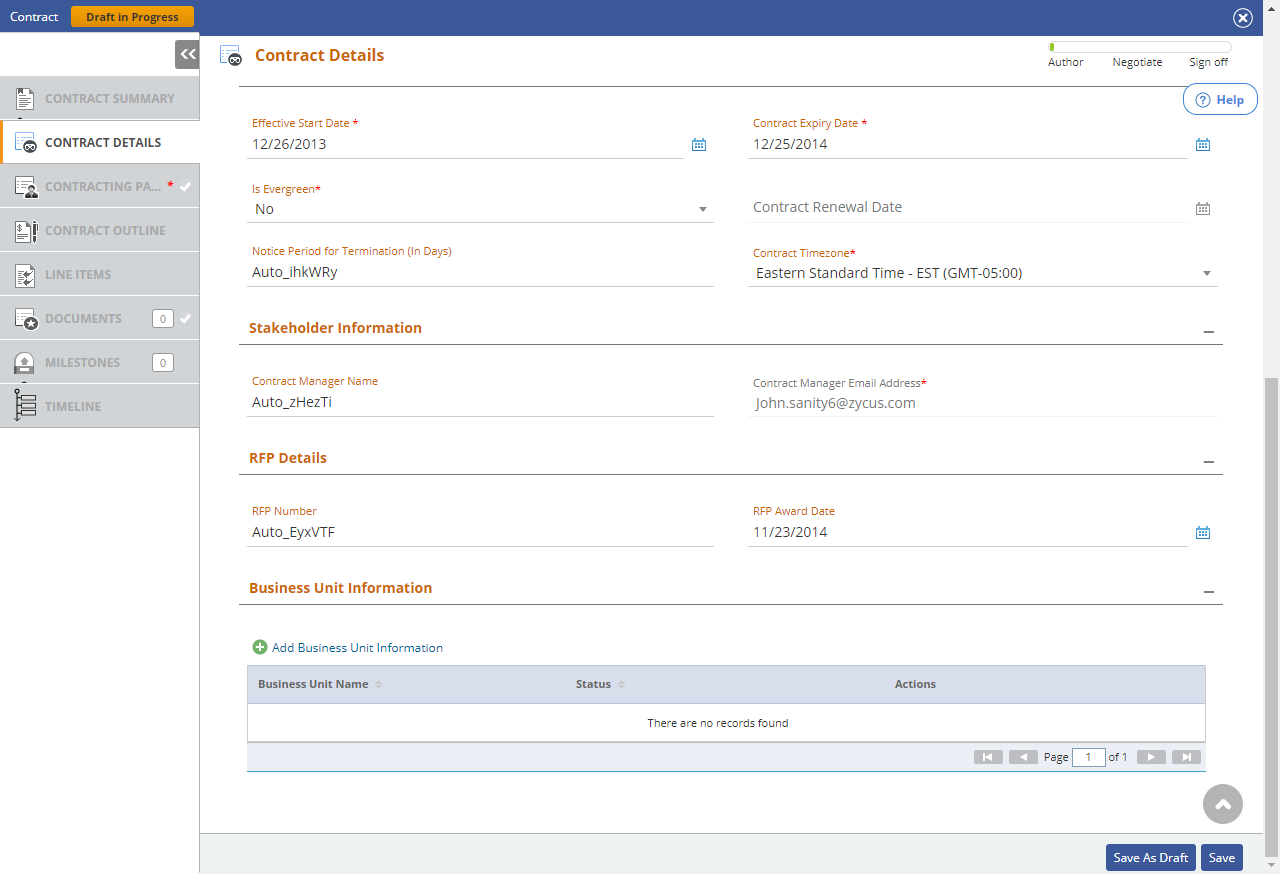 Contract
Draft in Progress
Contract Details
Author
Negotiate
Sign off
Help
CONTRACT SUMMARY
CONTRACT DETAILS
CONTRACTING PA... *
CONTRACT OUTLINE
LINE ITEMS
DOCUMENTS 0
MILESTONES 0
TIMELINE
Effective Start Date *
12/26/2013
Contract Expiry Date *
12/25/2014
Is Evergreen*
No
Contract Renewal Date
Notice Period for Termination (In Days)
Auto_ihkWRy
Contract Timezone*
Eastern Standard Time - EST (GMT-05:00)
Stakeholder Information
Contract Manager Name
Auto_zHezTi
Contract Manager Email Address*
John.sanity6@zycus.com
RFP Details
RFP Number
Auto_EyxVTF
RFP Award Date
11/23/2014
Business Unit Information
Add Business Unit Information
Business Unit Name
Status
Actions
There are no records found
Page 1 of 1
Save As Draft
Save